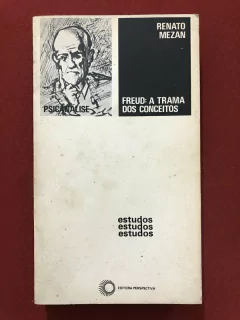 RENATO
MEZAN
PSICANÁLISE
FREUD: A TRAMA
DOS CONCEITOS
estudos
estudos
estudos
EDITORA PERSPECTIVA